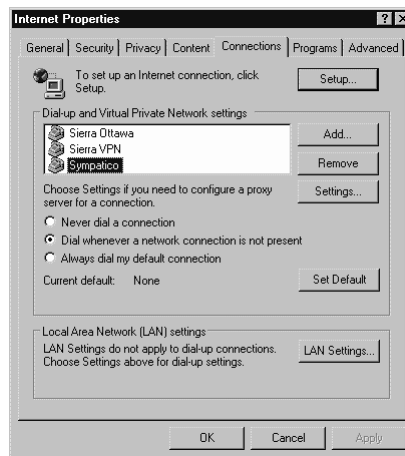 Internet Properties
General Security Privacy Content Connections Programs Advanced
To set up an Internet connection, click
Setup.
Setup...
Dial-up and Virtual Private Network settings
Sierra Ottawa
Sierra VPN
Sympatico
Add...
Remove
Choose Settings if you need to configure a proxy
server for a connection.
Settings...
Never dial a connection
Dial whenever a network connection is not present
Always dial my default connection
Current default: None
Set Default
Local Area Network (LAN) settings
LAN Settings do not apply to dial-up connections.
Choose Settings above for dial-up settings.
LAN Settings...
OK Cancel Apply